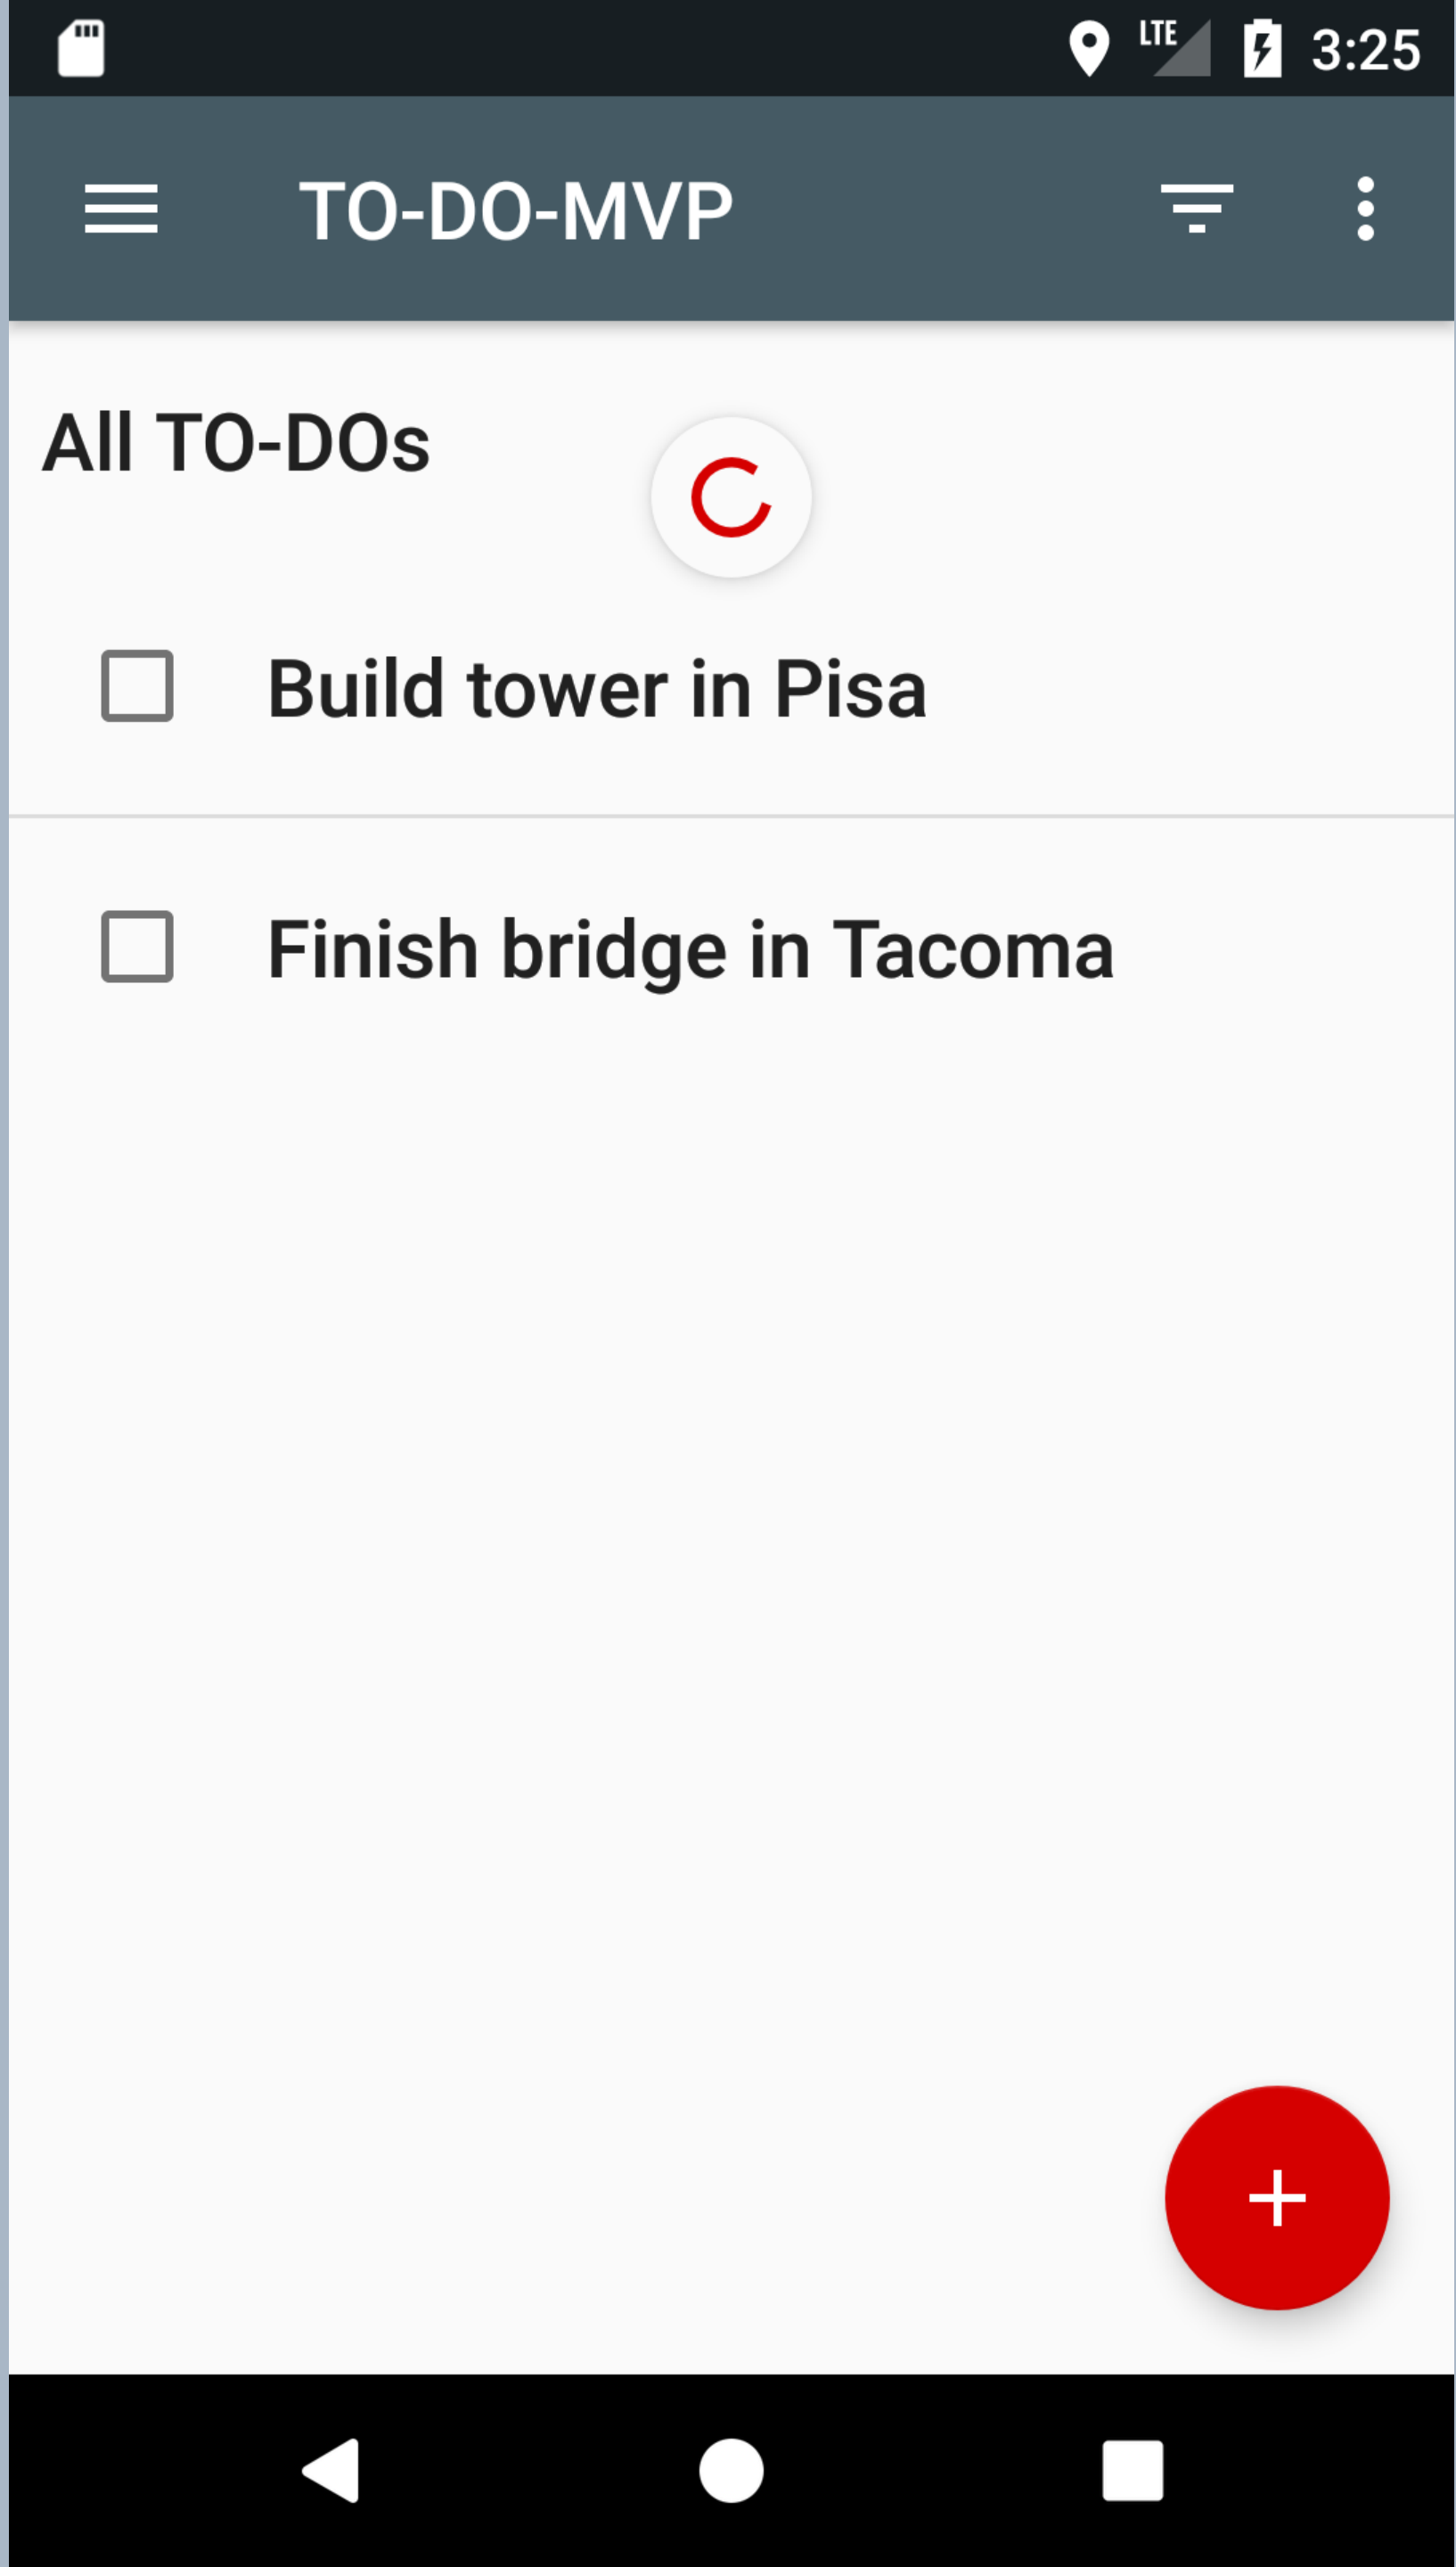 LTE 3:25
TO-DO-MVP
All TO-DOs
Build tower in Pisa
Finish bridge in Tacoma